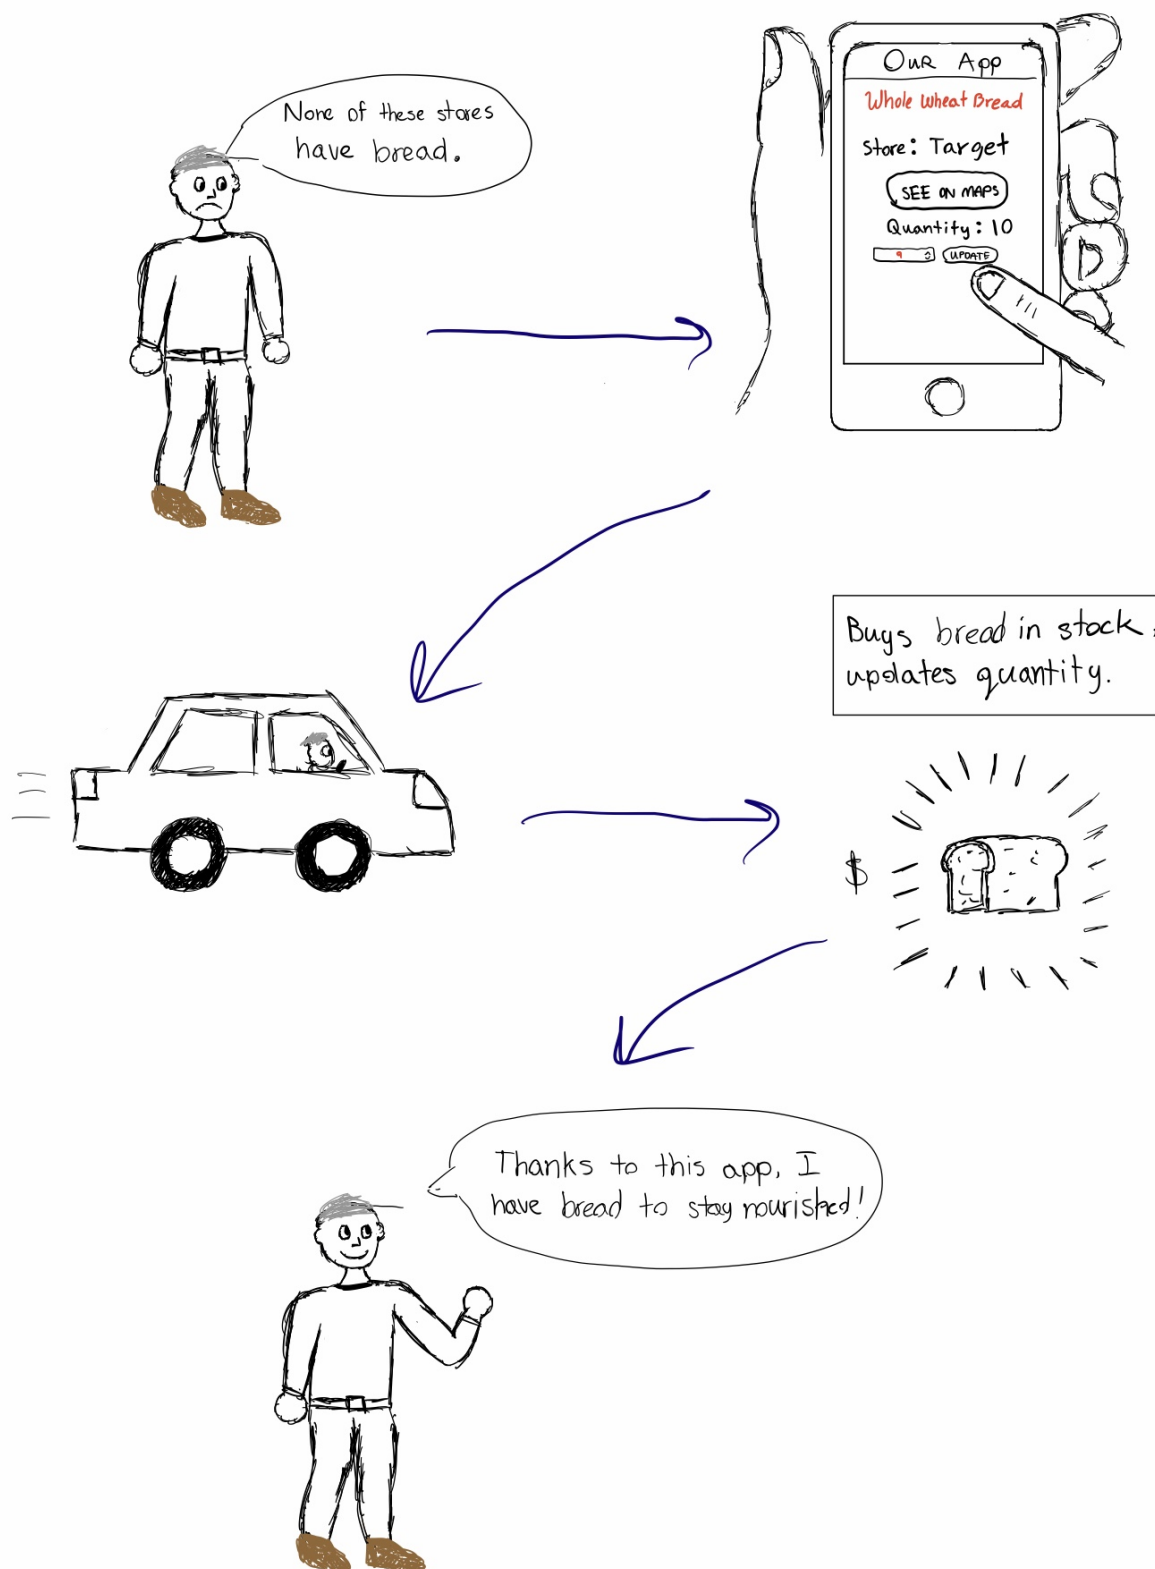 None of these stores
have bread.
OUR App
Whole Wheat Bread
Store: Target
SEE ON MAPS
Quantity: 10
9 UPDATE
Buys bread in stock,
updates quantity.
$
Thanks to this app, I
have bread to stay nourished!